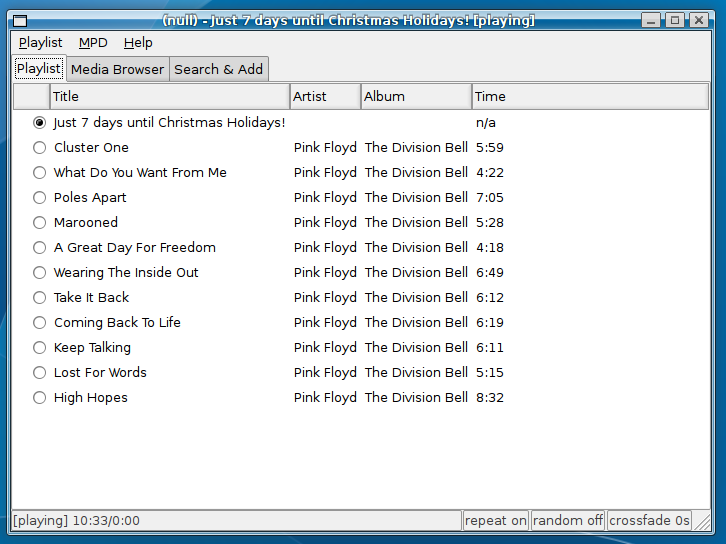 (null) - Just 7 days until Christmas Holidays! [playing]
Playlist MPD Help
Playlist Media Browser Search & Add
Title Artist Album Time
Just 7 days until Christmas Holidays! n/a
Cluster One Pink Floyd The Division Bell 5:59
What Do You Want From Me Pink Floyd The Division Bell 4:22
Poles Apart Pink Floyd The Division Bell 7:05
Marooned Pink Floyd The Division Bell 5:28
A Great Day For Freedom Pink Floyd The Division Bell 4:18
Wearing The Inside Out Pink Floyd The Division Bell 6:49
Take It Back Pink Floyd The Division Bell 6:12
Coming Back To Life Pink Floyd The Division Bell 6:19
Keep Talking Pink Floyd The Division Bell 6:11
Lost For Words Pink Floyd The Division Bell 5:15
High Hopes Pink Floyd The Division Bell 8:32
[playing] 10:33/0:00 repeat on random off crossfade 0s